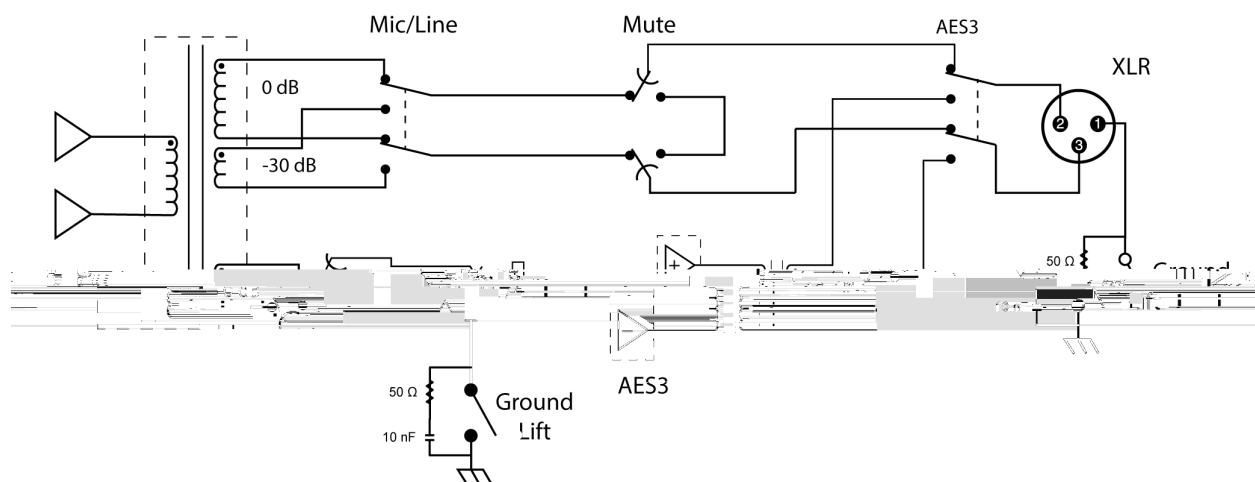 Mic/Line
Mute
AES3
XLR
0 dB
-30 dB
2
1
3
50 Ω
+
-
AES3
50 Ω
10 nF
Ground
Lift